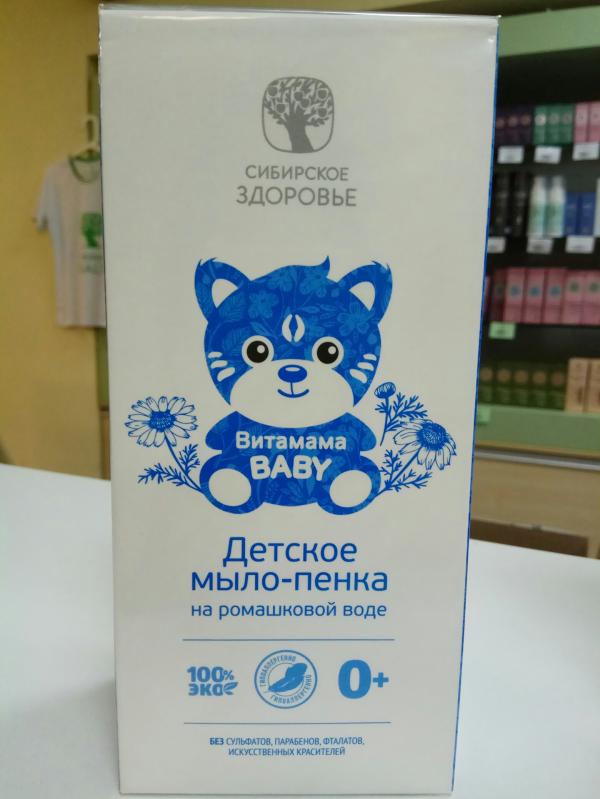 СИБИРСКОЕ
ЗДОРОВЬЕ
Витамама
BABY
Детское
мыло-пенка
на ромашковой воде
100%
ЭКО
ГИПОАЛЛЕРГЕННО
ГИПОАЛЛЕРГЕННО
0+
БЕЗ СУЛЬФАТОВ, ПАРАБЕНОВ, ФТАЛАТОВ,
ИСКУССТВЕННЫХ КРАСИТЕЛЕЙ